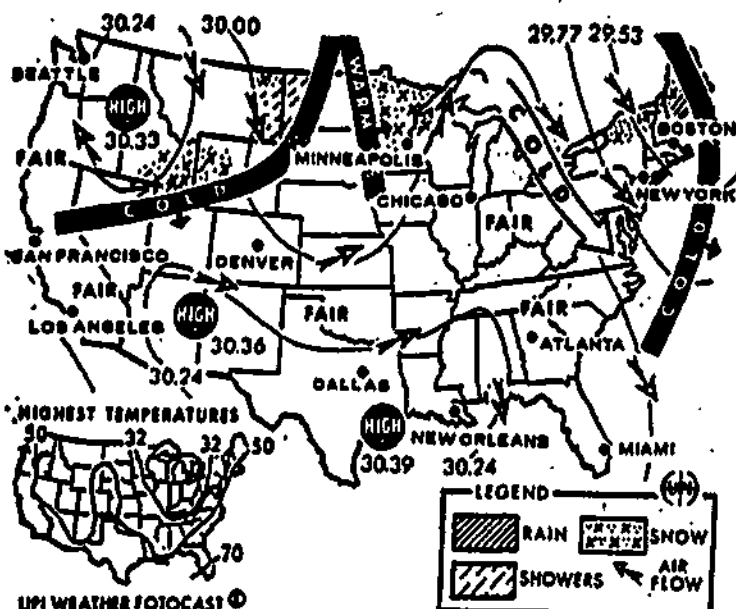 30.24 30.00 29.77 29.53
SEATTLE
HIGH
30.33
WARM
COLD
BOSTON
MINNEAPOLIS
FAIR
COLD
CHICAGO
NEW YORK
FAIR
SAN FRANCISCO
DENVER
COLD
FAIR
HIGH
FAIR
FAIR
LOS ANGELES
30.36
ATLANTA
30.24
DALLAS
HIGHEST TEMPERATURES
HIGH
NEW ORLEANS
MIAMI
50 32 32 50
30.39
30.24
LEGEND
RAIN SNOW
70
SHOWERS AIR FLOW
UPI WEATHER FOTOCAST ©